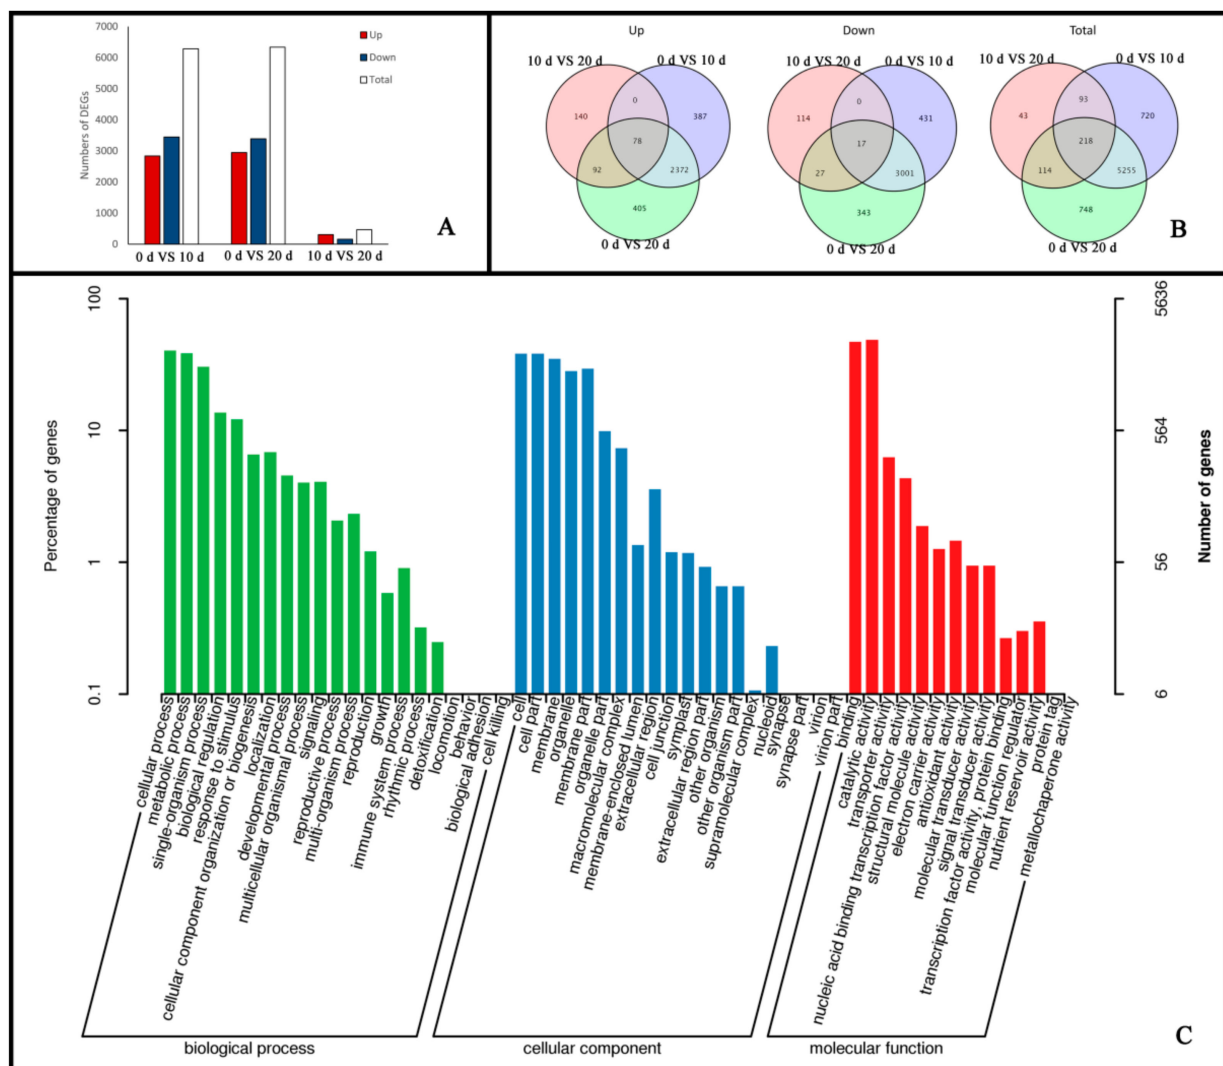 7000
6000
5000
4000
3000
2000
1000
0
Numbers of DEGs
Up
Down
Total
0 d VS 10 d
0 d VS 20 d
10 d VS 20 d
A
Up
10 d VS 20 d
0 d VS 10 d
0
140
387
78
92
2372
405
0 d VS 20 d
Down
10 d VS 20 d
0 d VS 10 d
0
114
431
17
27
3001
343
0 d VS 20 d
Total
10 d VS 20 d
0 d VS 10 d
93
43
720
218
114
5255
748
0 d VS 20 d
B
100
10
1
0.1
Percentage of genes
5636
564
56
6
Number of genes
cellular process
metabolic process
single-organism process
biological regulation
response to stimulus
cellular component organization or biogenesis
localization
developmental process
multicellular organismal process
signaling
reproductive process
multi-organism process
reproduction
growth
immune system process
rhythmic process
detoxification
locomotion
behavior
biological adhesion
cell killing
cell
cell part
membrane
organelle
membrane part
organelle part
macromolecular complex
membrane-enclosed lumen
extracellular region
cell junction
symplast
extracellular region part
other organism
other organism part
supramolecular complex
nucleoid
synapse
synapse part
virion
virion part
binding
catalytic activity
transporter activity
nucleic acid binding transcription factor activity
structural molecule activity
electron carrier activity
antioxidant activity
molecular transducer activity
signal transducer activity
transcription factor activity, protein binding
molecular function regulator
nutrient reservoir activity
protein tag
metallochaperone activity
biological process
cellular component
molecular function
C